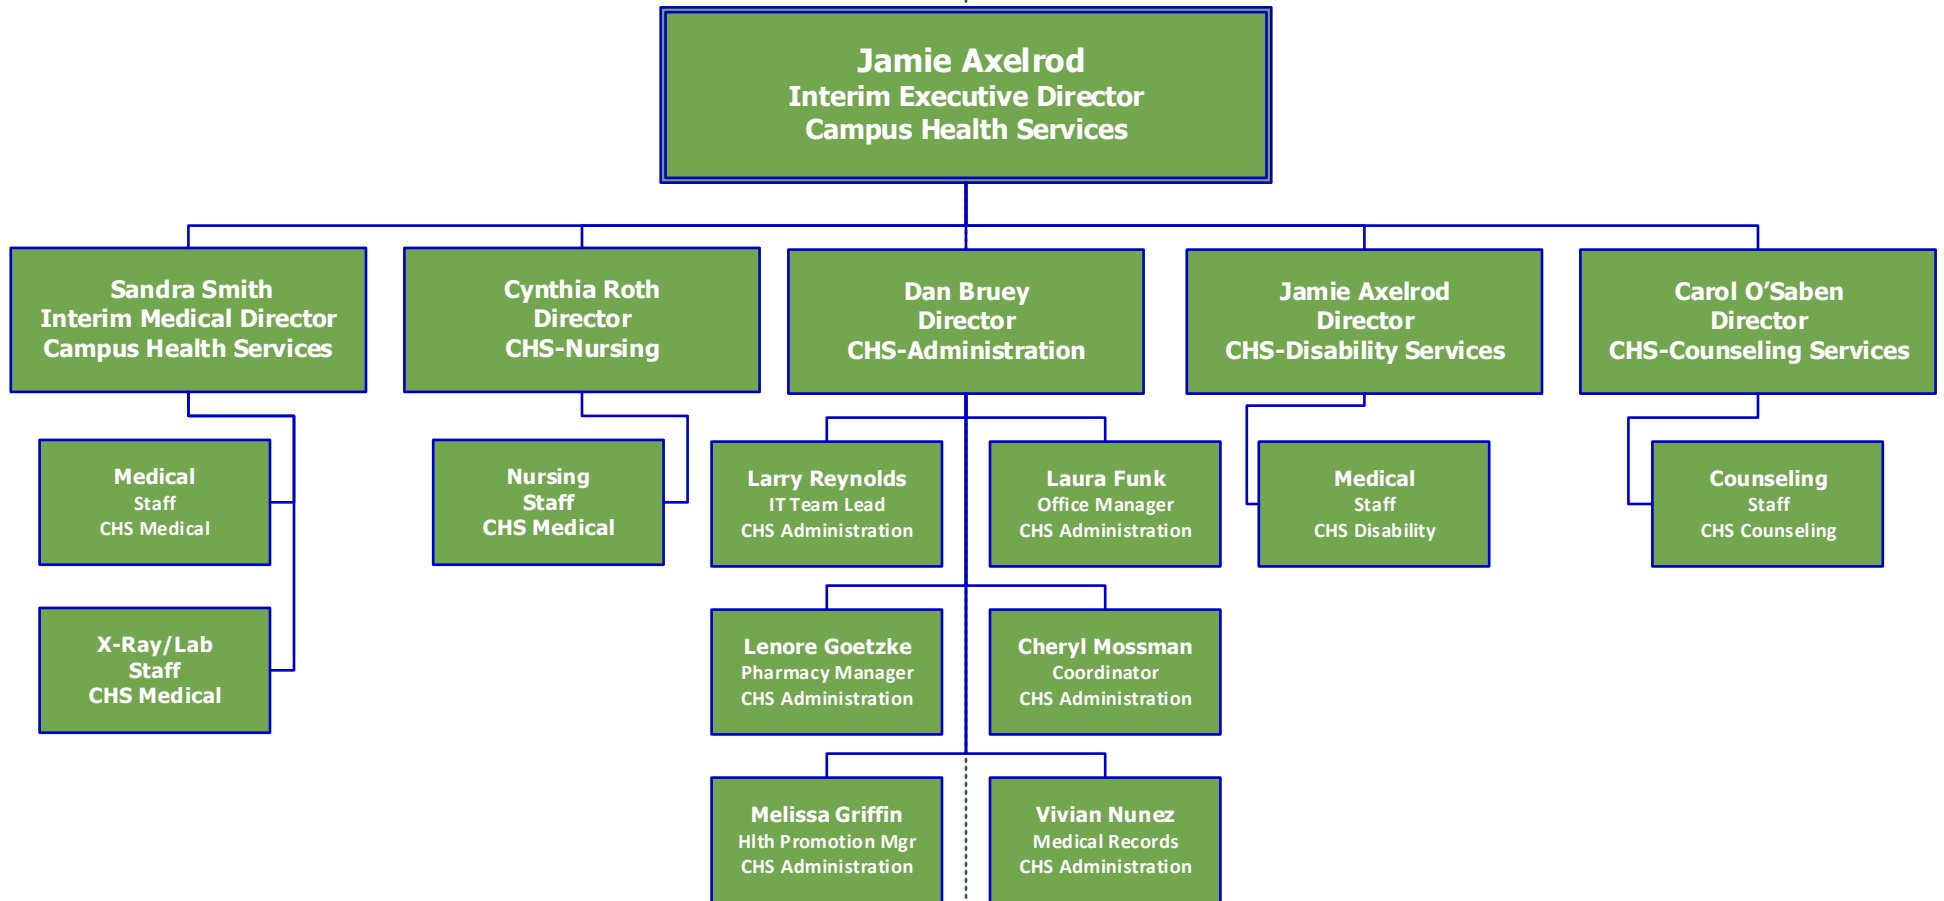 Jamie Axelrod
Interim Executive Director
Campus Health Services
Sandra Smith
Interim Medical Director
Campus Health Services
Cynthia Roth
Director
CHS-Nursing
Dan Bruey
Director
CHS-Administration
Jamie Axelrod
Director
CHS-Disability Services
Carol O’Saben
Director
CHS-Counseling Services
Medical
Staff
CHS Medical
Nursing
Staff
CHS Medical
Larry Reynolds
IT Team Lead
CHS Administration
Laura Funk
Office Manager
CHS Administration
Medical
Staff
CHS Disability
Counseling
Staff
CHS Counseling
X-Ray/Lab
Staff
CHS Medical
Lenore Goetzke
Pharmacy Manager
CHS Administration
Cheryl Mossman
Coordinator
CHS Administration
Melissa Griffin
Hlth Promotion Mgr
CHS Administration
Vivian Nunez
Medical Records
CHS Administration